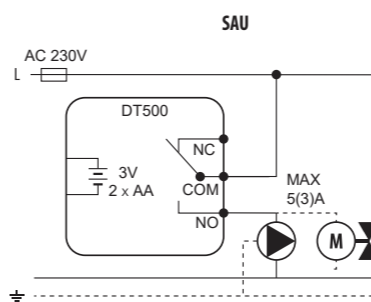 SAU
AC 230V
L
DT500
NC
3V
2 x AA
COM
MAX
5(3)A
NO
M